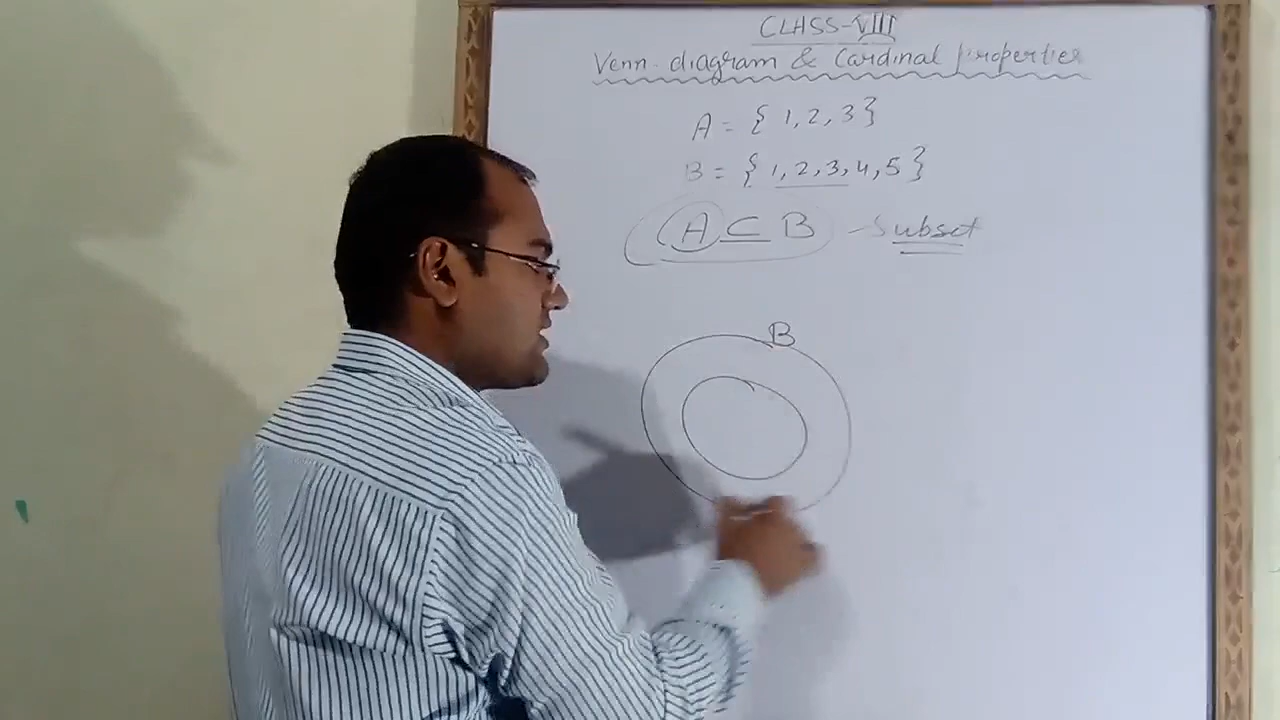 CLASS-VIII
Venn diagram & Cardinal Properties
A = { 1, 2, 3 }
B = { 1, 2, 3, 4, 5 }
A ⊂ B - Subset
B